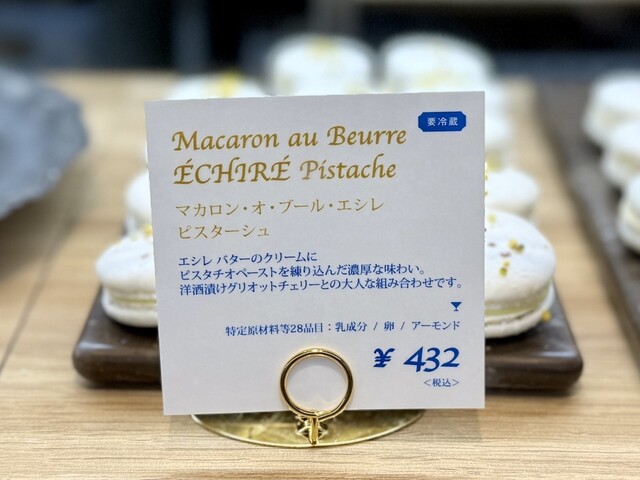 要冷蔵
Macaron au Beurre
ÉCHIRÉ Pistache
マカロン・オ・ブール・エシレ
ピスターシュ
エシレ バターのクリームに
ピスタチオペーストを練り込んだ濃厚な味わい。
洋酒漬けグリオットチェリーとの大人な組み合わせです。
特定原材料等28品目：乳成分 / 卵 / アーモンド
¥ 432
＜税込＞